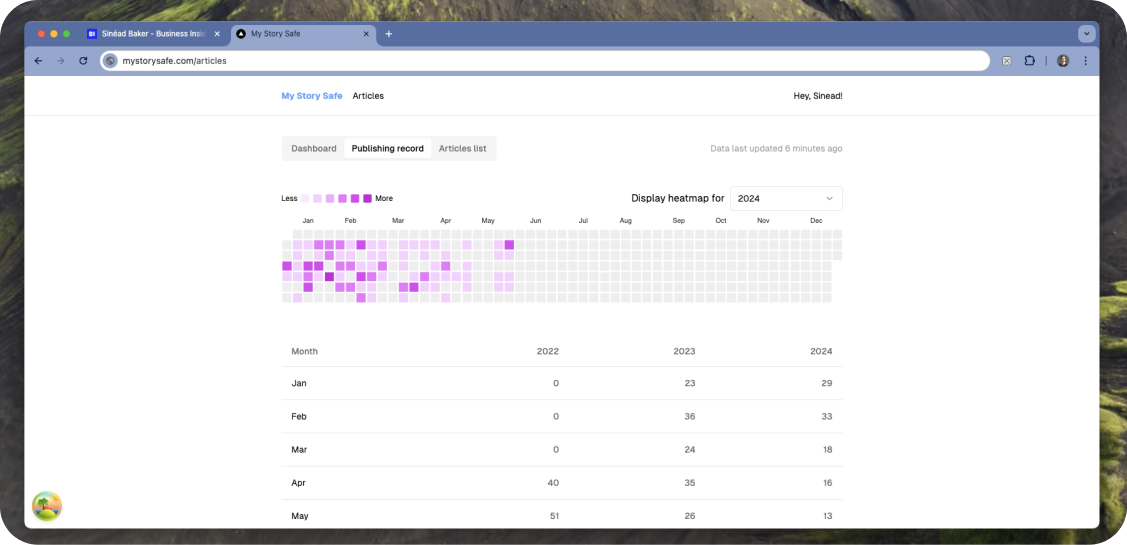 BI Sinéad Baker - Business Insid
My Story Safe
mystorysafe.com/articles
My Story Safe Articles Hey, Sinead!
Dashboard Publishing record Articles list Data last updated 6 minutes ago
Less More Display heatmap for 2024
Jan Feb Mar Apr May Jun Jul Aug Sep Oct Nov Dec
Month 2022 2023 2024
Jan 0 23 29
Feb 0 36 33
Mar 0 24 18
Apr 40 35 16
May 51 26 13